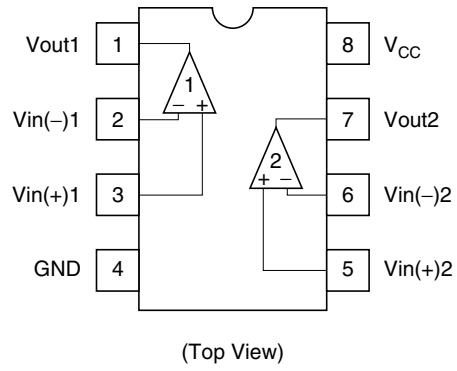 Vout1 1 8 VCC
1
− +
Vin(−)1 2 7 Vout2
2
+ −
Vin(+)1 3 6 Vin(−)2
GND 4 5 Vin(+)2
(Top View)